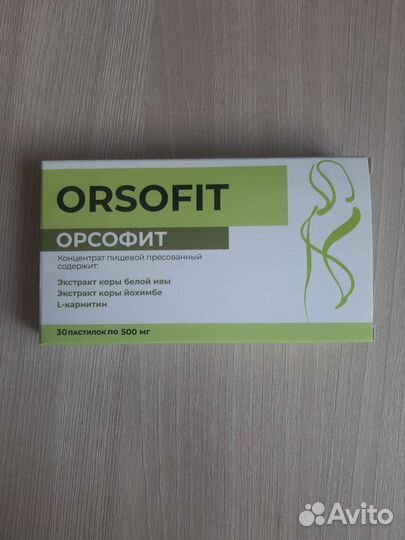 ORSOFIT
ОРСОФИТ
Концентрат пищевой пресованный
содержит:
Экстракт коры белой ивы
Экстракт коры йохимбе
L-карнитин
30 ПАСТИЛОК ПО 500 МГ
Avito